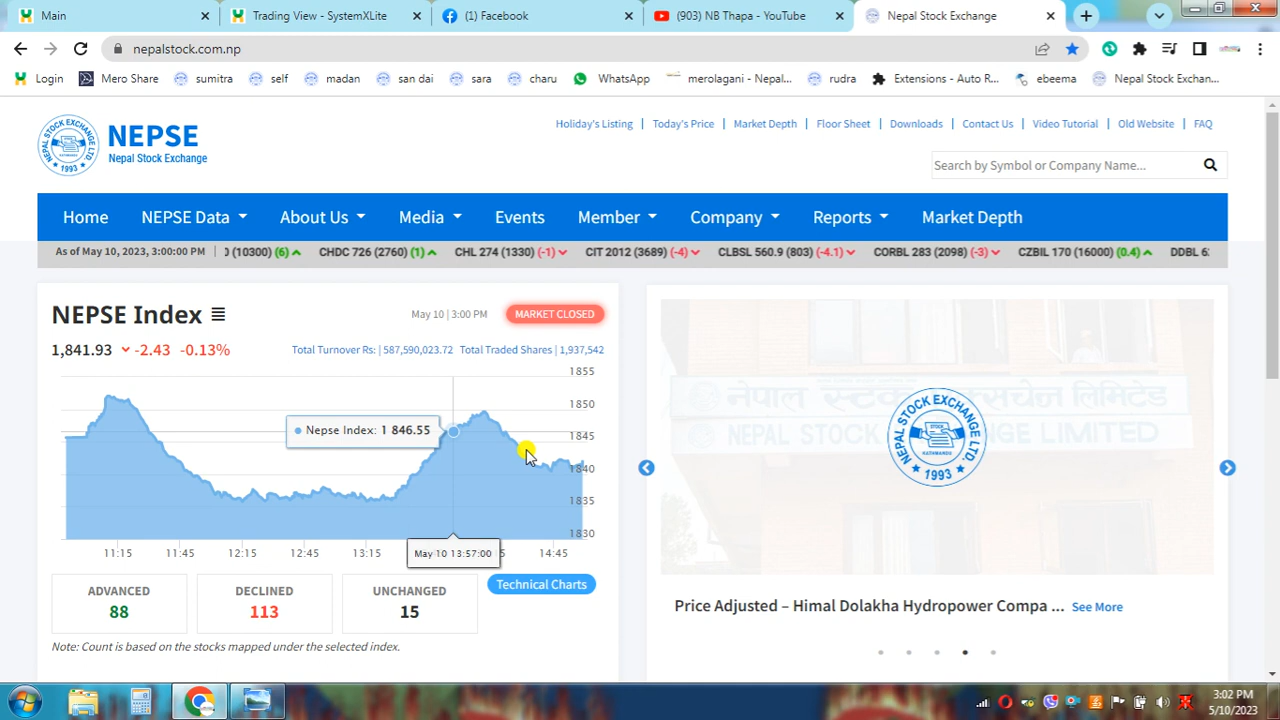 Main
Trading View - SystemXLite
(1) Facebook
(903) NB Thapa - YouTube
Nepal Stock Exchange
nepalstock.com.np
Login Mero Share sumitra self madan san dai sara charu WhatsApp merolagani - Nepal... rudra Extensions - Auto R... ebeema Nepal Stock Exchan...
NEPAL STOCK EXCHANGE LTD.
1993
NEPSE
Nepal Stock Exchange
Holiday's Listing | Today's Price | Market Depth | Floor Sheet | Downloads | Contact Us | Video Tutorial | Old Website | FAQ
Search by Symbol or Company Name...
Home NEPSE Data About Us Media Events Member Company Reports Market Depth
As of May 10, 2023, 3:00:00 PM (10300) (6) CHDC 726 (2760) (1) CHL 274 (1330) (-1) CIT 2012 (3689) (-4) CLBSL 560.9 (803) (-4.1) CORBL 283 (2098) (-3) CZBIL 170 (16000) (0.4) DDBL
NEPSE Index
May 10 | 3:00 PM
MARKET CLOSED
1,841.93 -2.43 -0.13%
Total Turnover Rs: | 587,590,023.72 Total Traded Shares | 1,937,542
1855
1850
1845
1840
1835
1830
Nepse Index: 1 846.55
11:15 11:45 12:15 12:45 13:15 14:45
May 10 13:57:00
ADVANCED
88
DECLINED
113
UNCHANGED
15
Technical Charts
Note: Count is based on the stocks mapped under the selected index.
नेपाल स्टक एक्सचेन्ज लिमिटेड
NEPAL STOCK EXCHANGE LIMITED
NEPAL STOCK EXCHANGE LTD.
KATHMANDU
1993
Price Adjusted – Himal Dolakha Hydropower Compa ... See More
3:02 PM
5/10/2023